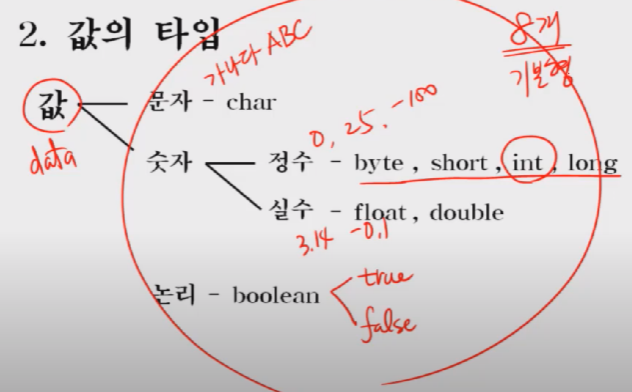 2. 값의 타입
8개
기본형
가나다 ABC
값
data
문자 - char
0, 25, -100
숫자
정수 - byte , short , int , long
실수 - float , double
3.14 -0.1
논리 - boolean
true
false